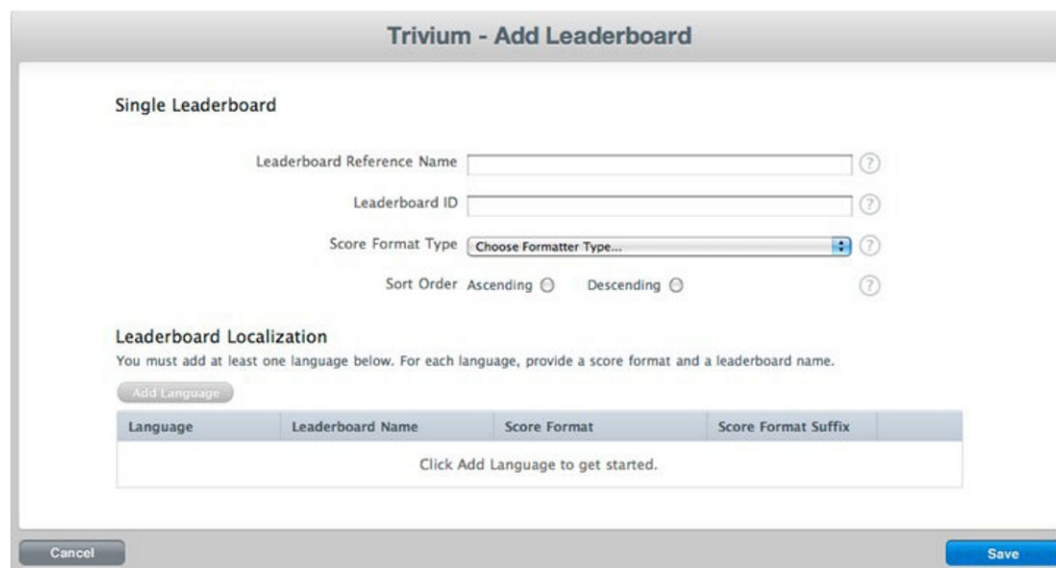 Trivium - Add Leaderboard
Single Leaderboard
Leaderboard Reference Name ?
Leaderboard ID ?
Score Format Type Choose Formatter Type... ?
Sort Order Ascending Descending ?
Leaderboard Localization
You must add at least one language below. For each language, provide a score format and a leaderboard name.
Add Language
Language Leaderboard Name Score Format Score Format Suffix
Click Add Language to get started.
Cancel Save